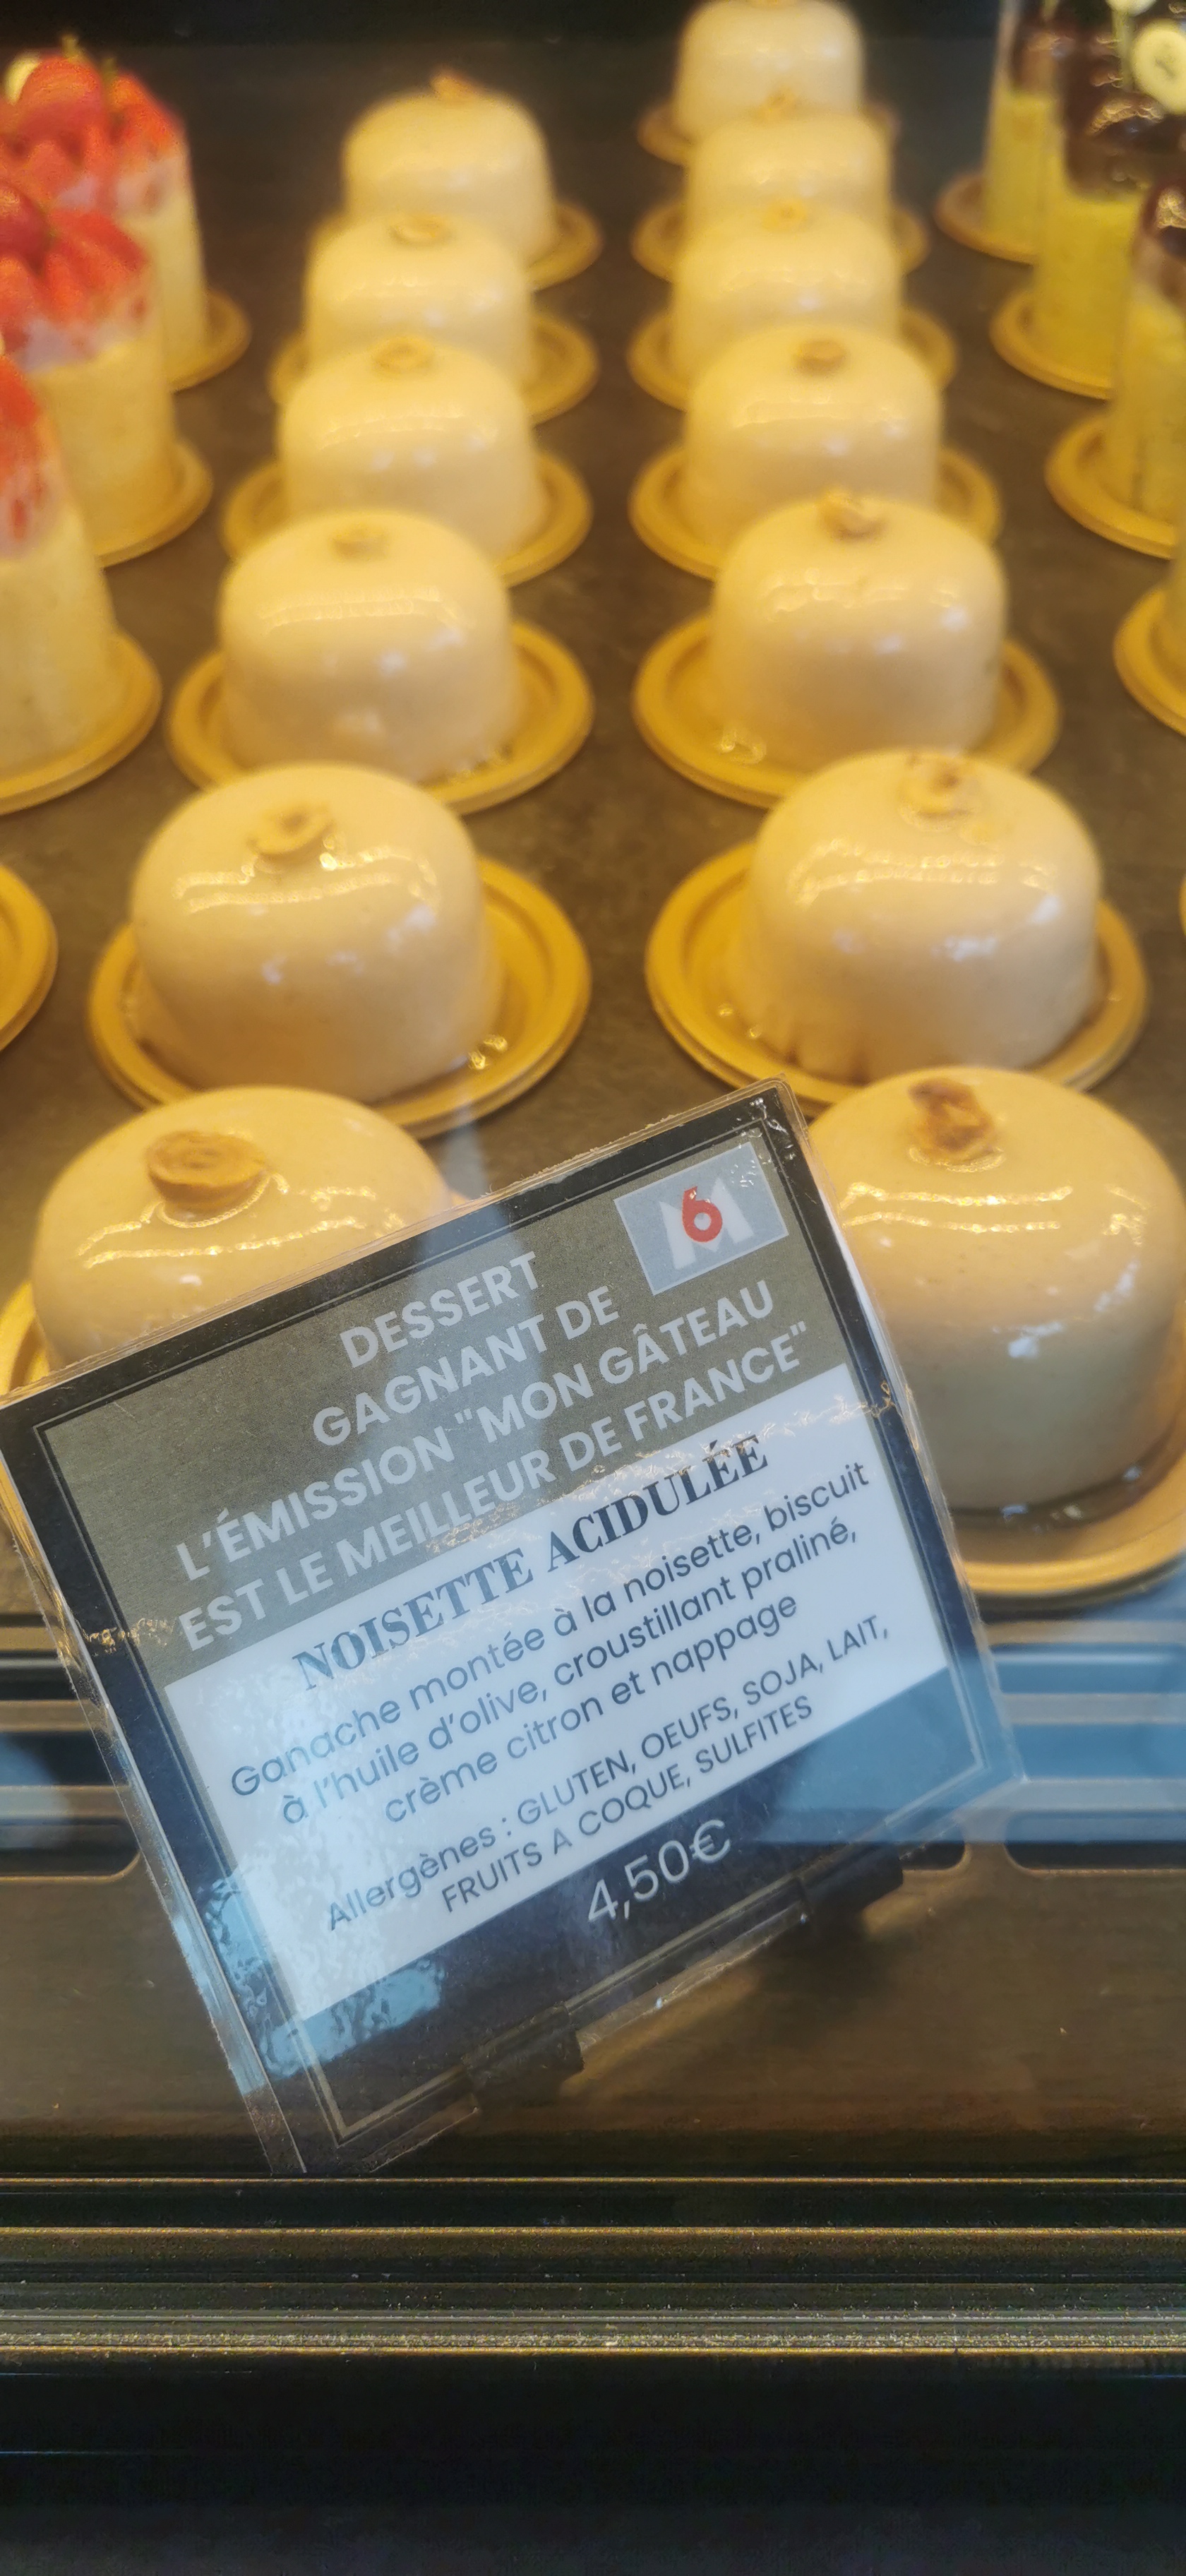 M6
DESSERT
GAGNANT DE
L'ÉMISSION "MON GÂTEAU
EST LE MEILLEUR DE FRANCE"
NOISETTE ACIDULÉE
Ganache montée à la noisette, biscuit
à l'huile d'olive, croustillant praliné,
crème citron et nappage
Allergènes : GLUTEN, OEUFS, SOJA, LAIT,
FRUITS A COQUE, SULFITES
4,50€